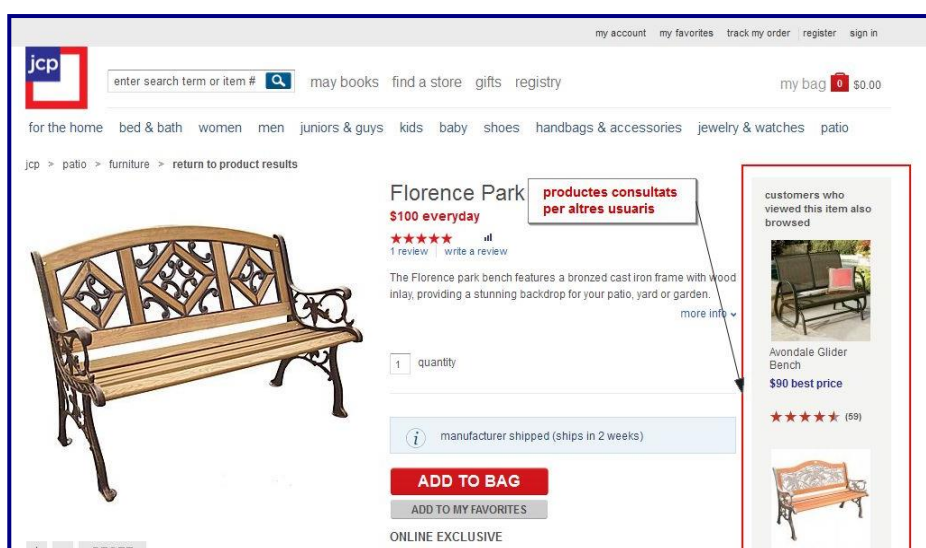 my account my favorites track my order register sign in
jcp
enter search term or item #
may books find a store gifts registry
my bag 0 $0.00
for the home bed & bath women men juniors & guys kids baby shoes handbags & accessories jewelry & watches patio
jcp > patio > furniture > return to product results
Florence Park
$100 everyday
1 review write a review
The Florence park bench features a bronzed cast iron frame with wood
inlay, providing a stunning backdrop for your patio, yard or garden.
more info
1 quantity
i manufacturer shipped (ships in 2 weeks)
ADD TO BAG
ADD TO MY FAVORITES
ONLINE EXCLUSIVE
productes consultats
per altres usuaris
customers who
viewed this item also
browsed
Avondale Glider
Bench
$90 best price
(59)